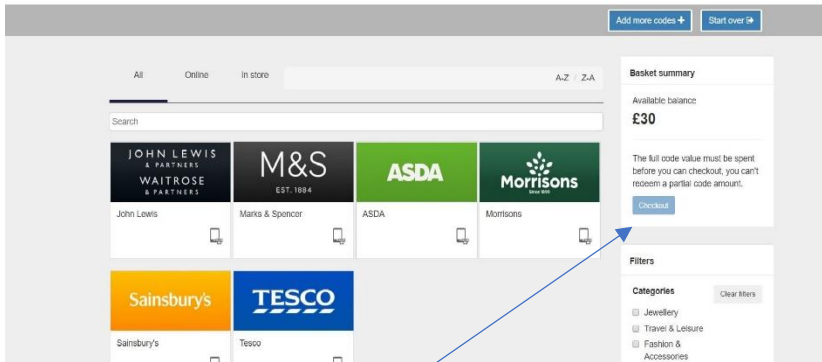 Add more codes +
Start over
All
Online
In store
A-Z / Z-A
Search
JOHN LEWIS
& PARTNERS
WAITROSE
& PARTNERS
John Lewis
M&S
EST. 1884
Marks & Spencer
ASDA
ASDA
Morrisons
Since 1899
Morrisons
Sainsbury's
Sainsbury's
TESCO
Tesco
Basket summary
Available balance
£30
The full code value must be spent
before you can checkout, you can't
redeem a partial code amount.
Checkout
Filters
Categories
Clear filters
Jewellery
Travel & Leisure
Fashion &
Accessories